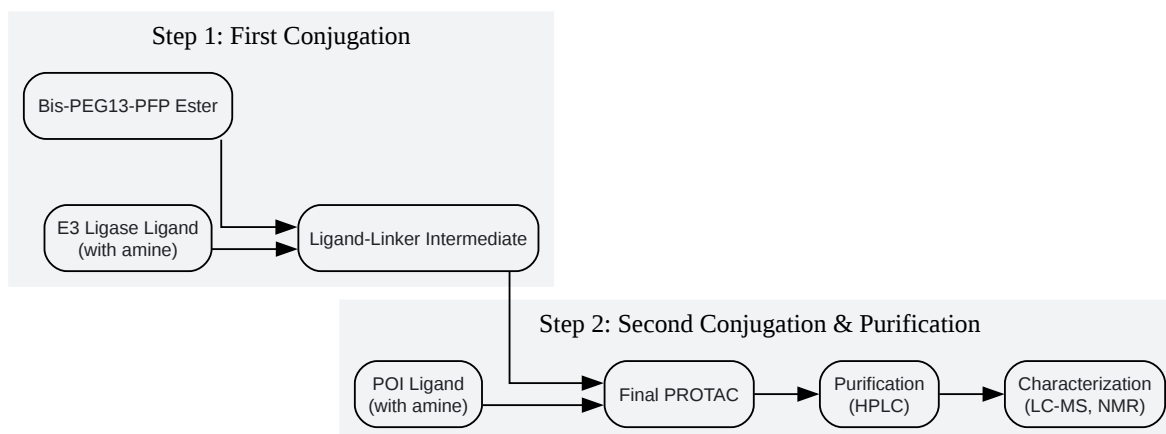 Step 1: First Conjugation
Bis-PEG13-PFP Ester
E3 Ligase Ligand
(with amine)
Ligand-Linker Intermediate
Step 2: Second Conjugation & Purification
POI Ligand
(with amine)
Final PROTAC
Purification
(HPLC)
Characterization
(LC-MS, NMR)